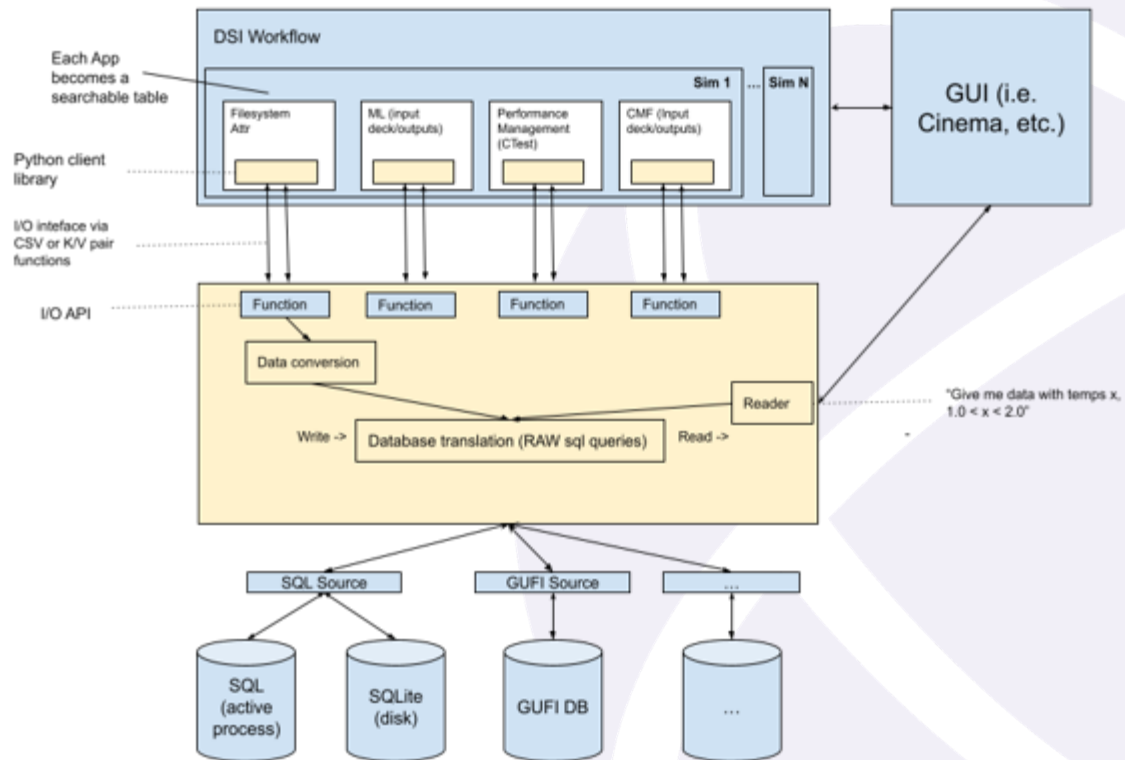 DSI Workflow
Each App
becomes a
searchable table
Sim 1
...
Sim N
Filesystem
Attr
ML (input
deck/outputs)
Performance
Management
(CTest)
CMF (Input
deck/outputs)
GUI (i.e.
Cinema, etc.)
Python client
library
I/O inteface via
CSV or K/V pair
functions
I/O API
Function
Function
Function
Function
Data conversion
Reader
"Give me data with temps x,
1.0 < x < 2.0"
-
Write ->
Database translation (RAW sql queries)
Read ->
SQL Source
GUFI Source
...
SQL
(active
process)
SQLite
(disk)
GUFI DB
...